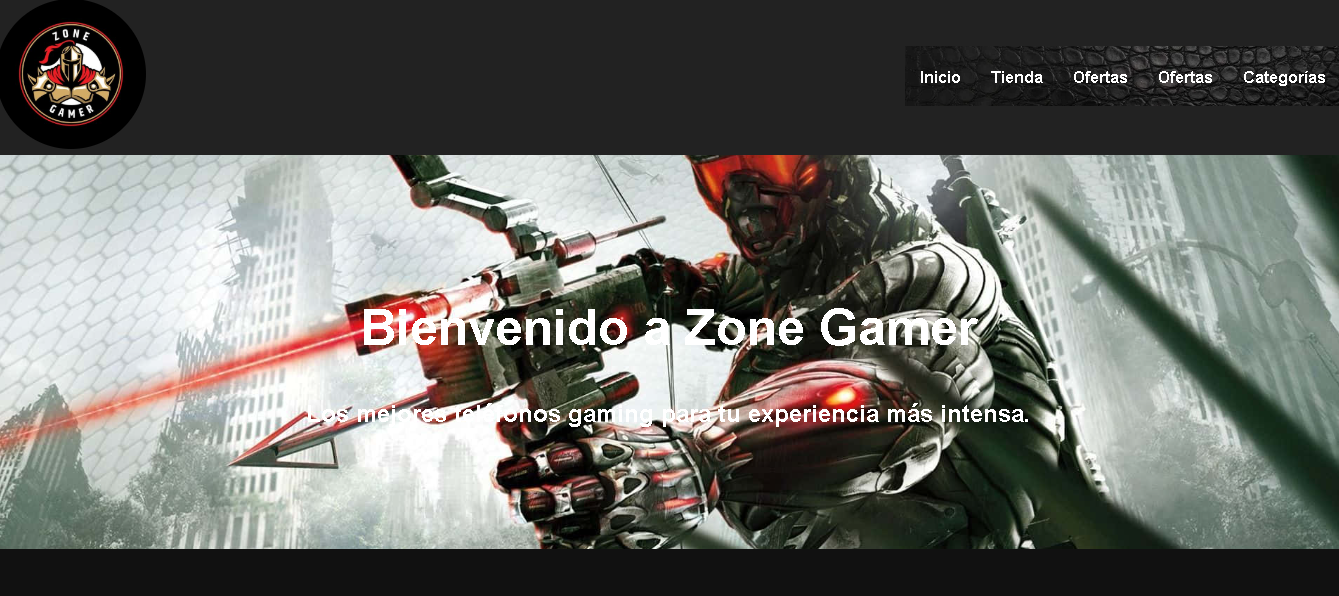 ZONE
GAMER
Inicio Tienda Ofertas Ofertas Categorías
Bienvenido a Zone Gamer
Los mejores teléfonos gaming para tu experiencia más intensa.